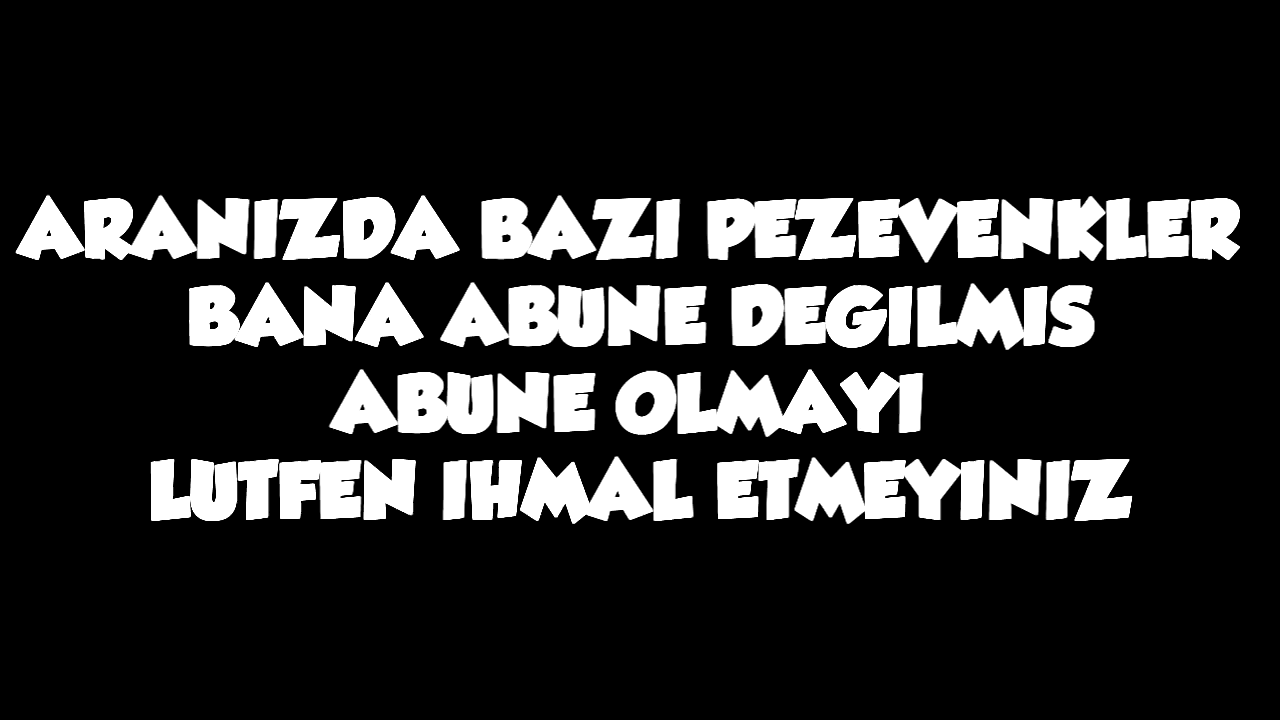 ARANIZDA BAZI PEZEVENKLER
BANA ABUNE DEGILMIS
ABUNE OLMAYI
LUTFEN IHMAL ETMEYINIZ